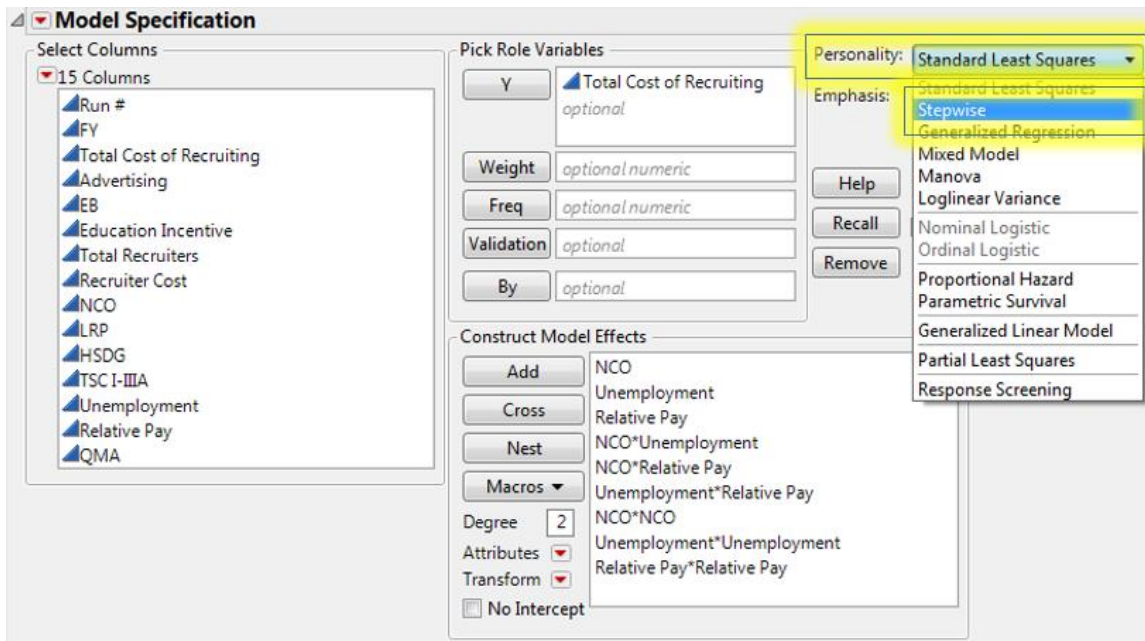 Model Specification
Select Columns
15 Columns
Run #
FY
Total Cost of Recruiting
Advertising
EB
Education Incentive
Total Recruiters
Recruiter Cost
NCO
LRP
HSDG
TSC I-IIIA
Unemployment
Relative Pay
QMA
Pick Role Variables
Y
Total Cost of Recruiting
optional
Weight
optional numeric
Freq
optional numeric
Validation
optional
By
optional
Personality:
Standard Least Squares
Emphasis:
Standard Least Squares
Stepwise
Generalized Regression
Mixed Model
Manova
Loglinear Variance
Nominal Logistic
Ordinal Logistic
Proportional Hazard
Parametric Survival
Generalized Linear Model
Partial Least Squares
Response Screening
Help
Recall
Remove
Construct Model Effects
Add
Cross
Nest
Macros
Degree 2
Attributes
Transform
No Intercept
NCO
Unemployment
Relative Pay
NCO*Unemployment
NCO*Relative Pay
Unemployment*Relative Pay
NCO*NCO
Unemployment*Unemployment
Relative Pay*Relative Pay